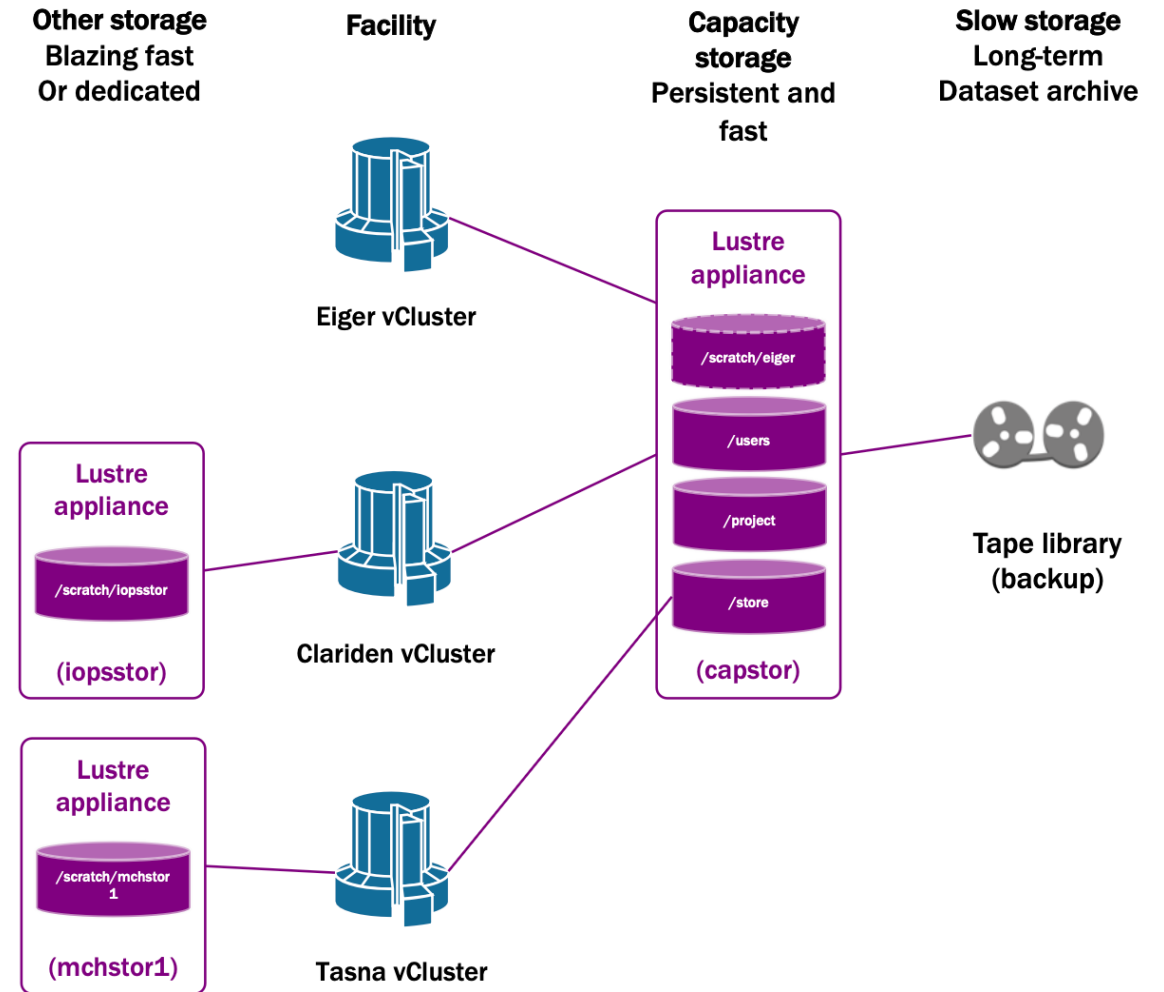 Other storage
Blazing fast
Or dedicated
Facility
Capacity
storage
Persistent and
fast
Slow storage
Long-term
Dataset archive
Eiger vCluster
Lustre
appliance
/scratch/eiger
/users
/project
/store
(capstor)
Lustre
appliance
/scratch/iopsstor
(iopsstor)
Clariden vCluster
Tape library
(backup)
Lustre
appliance
/scratch/mchstor
1
(mchstor1)
Tasna vCluster